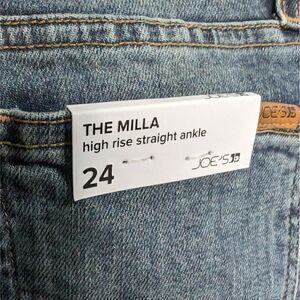 THE MILLA
high rise straight ankle
24
JOE'S
JOE'S